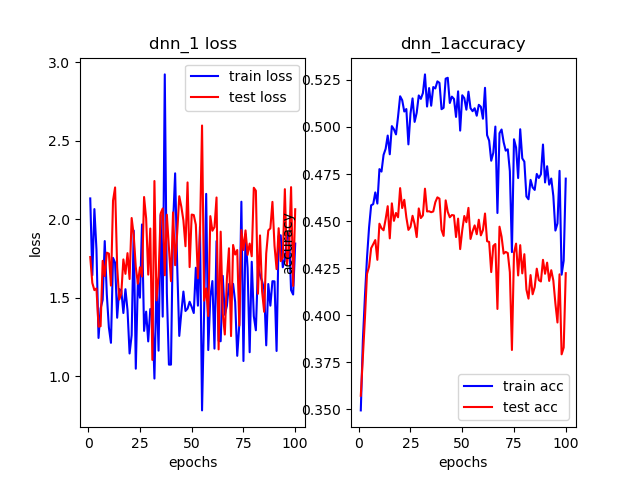 dnn_1 loss
3.0
2.5
2.0
1.5
1.0
loss
train loss
test loss
0 25 50 75 100
epochs
dnn_1accuracy
0.525
0.500
0.475
0.450
0.425
0.400
0.375
0.350
accuracy
train acc
test acc
0 25 50 75 100
epochs